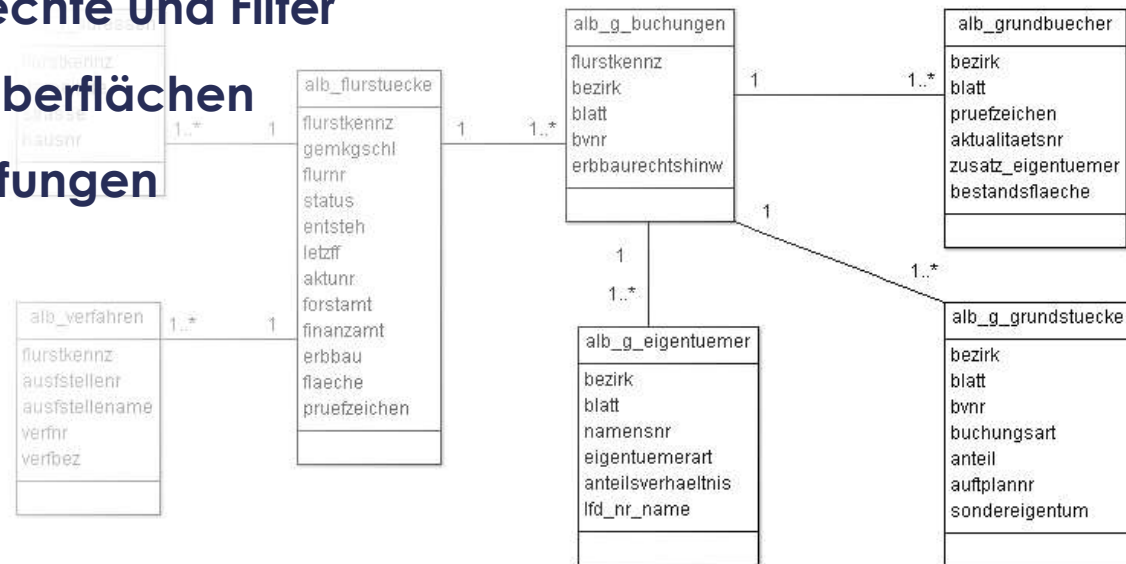 echte und Filter
berflächen
fungen
flurstkennz
hausnr
1..*
1
alb_flurstuecke
flurstkennz
gemkgschl
flurnr
status
entsteh
letzff
aktunr
forstamt
finanzamt
erbbau
flaeche
pruefzeichen
alb_verfahren
flurstkennz
ausfstellenr
ausfstellename
verfnr
verfbez
1..*
1
1
1..*
alb_g_buchungen
flurstkennz
bezirk
blatt
bvnr
erbbaurechtshinw
1
1..*
alb_grundbuecher
bezirk
blatt
pruefzeichen
aktualitaetsnr
zusatz_eigentuemer
bestandsflaeche
1
1..*
alb_g_eigentuemer
bezirk
blatt
namensnr
eigentuemerart
anteilsverhaeltnis
lfd_nr_name
1
1..*
alb_g_grundstuecke
bezirk
blatt
bvnr
buchungsart
anteil
auftplannr
sondereigentum